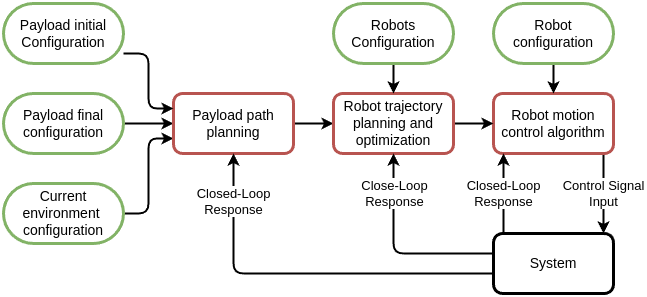 Payload initial
Configuration
Robots
Configuration
Robot
configuration
Payload final
configuration
Payload path
planning
Robot trajectory
planning and
optimization
Robot motion
control algorithm
Current
environment
configuration
Closed-Loop
Response
Close-Loop
Response
Closed-Loop
Response
Control Signal
Input
System